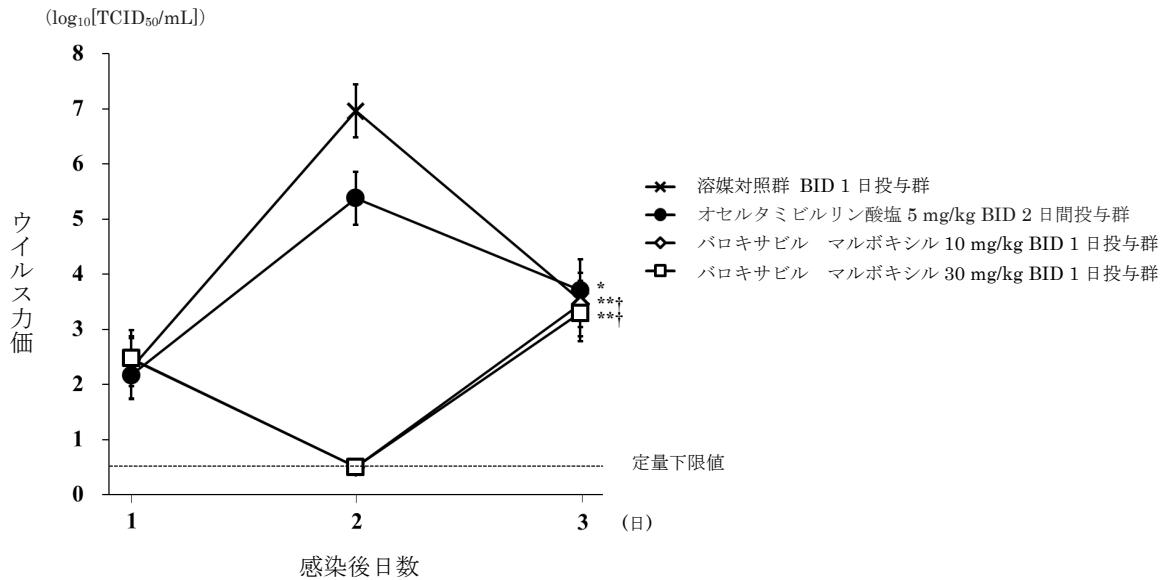 (log₁₀[TCID₅₀/mL])
8
7
6
5
4
3
2
1
0
ウイルス力価
1
2
3
(日)
感染後日数
*
**†
**†
定量下限値
溶媒対照群 BID 1 日投与群
オセルタミビルリン酸塩 5 mg/kg BID 2 日間投与群
バロキサビル　マルボキシル 10 mg/kg BID 1 日投与群
バロキサビル　マルボキシル 30 mg/kg BID 1 日投与群